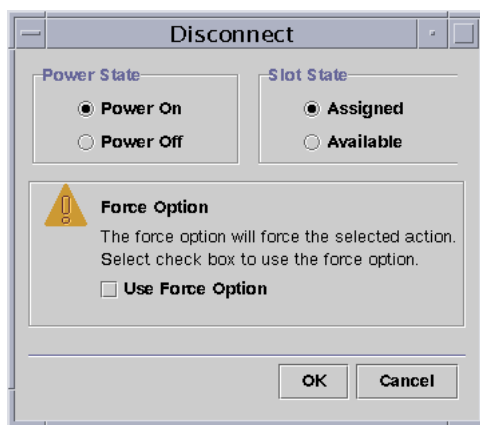 Disconnect
Power State
Power On
Power Off
Slot State
Assigned
Available
Force Option
The force option will force the selected action.
Select check box to use the force option.
Use Force Option
OK
Cancel